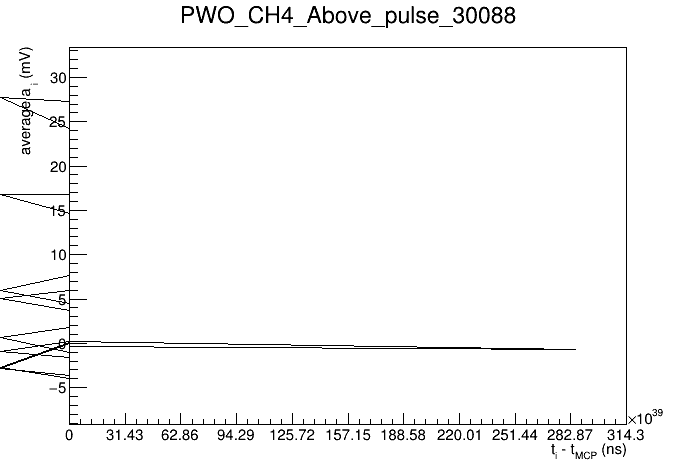 PWO_CH4_Above_pulse_30088
average a i (mV)
30
25
20
15
10
5
0
−5
0 31.43 62.86 94.29 125.72 157.15 188.58 220.01 251.44 282.87 314.3
×10^39
t_i - t_MCP (ns)